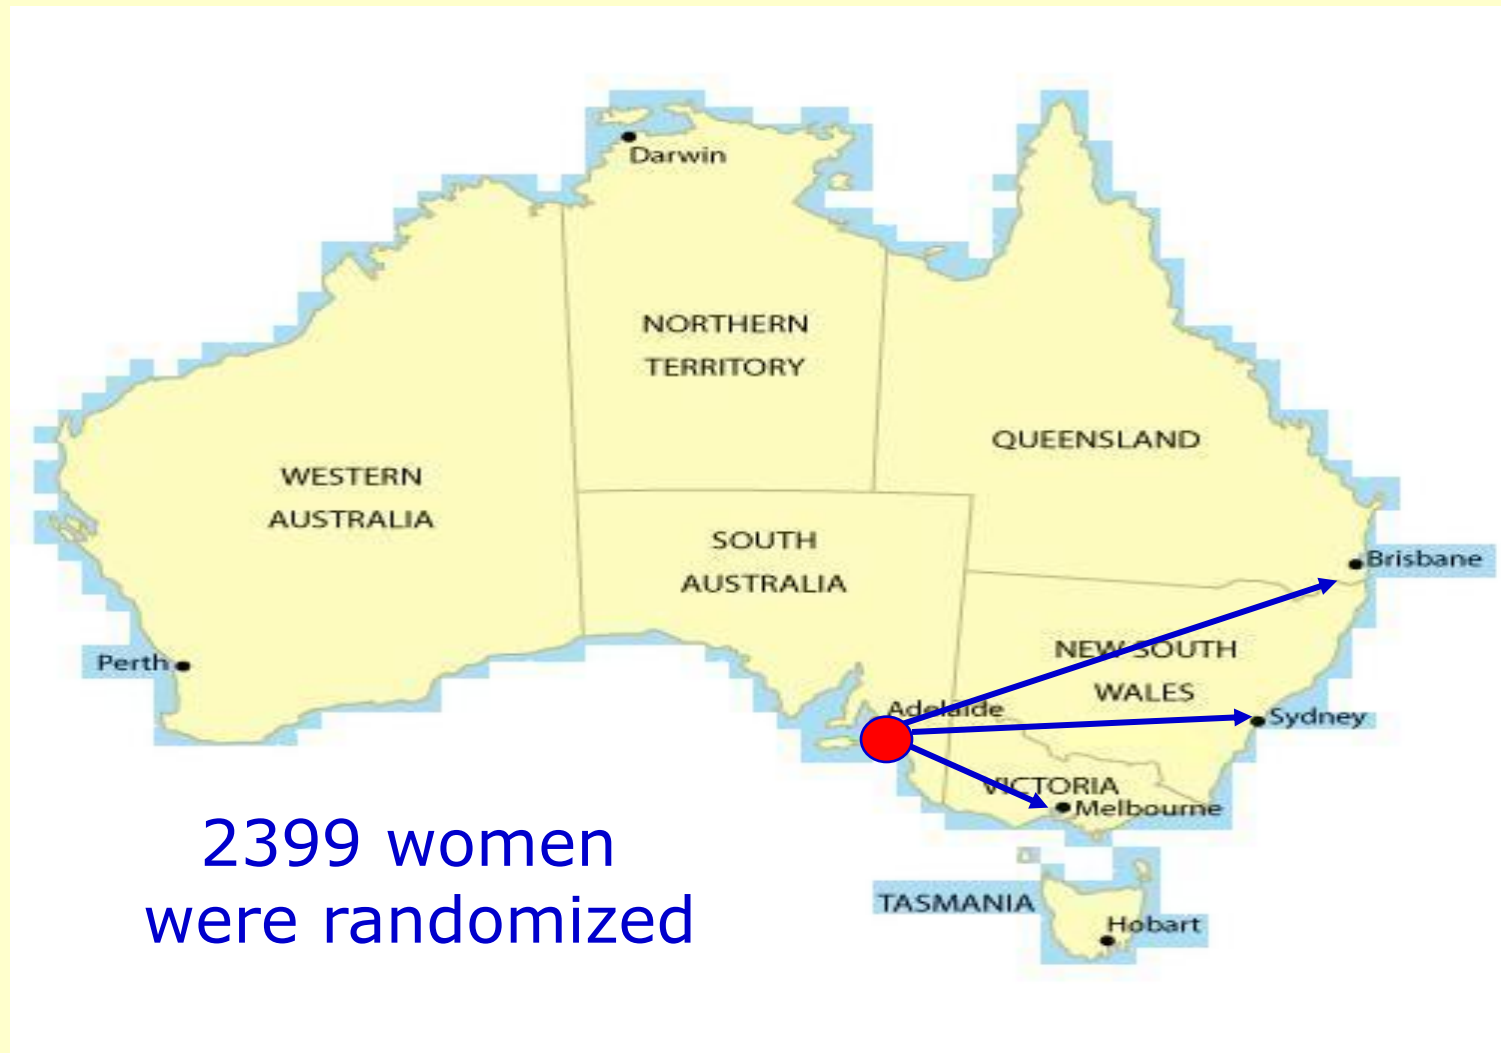 Darwin
NORTHERN
TERRITORY
QUEENSLAND
WESTERN
AUSTRALIA
SOUTH
AUSTRALIA
Brisbane
NEW SOUTH
WALES
Perth
Adelaide
Sydney
VICTORIA
Melbourne
2399 women
were randomized
TASMANIA
Hobart